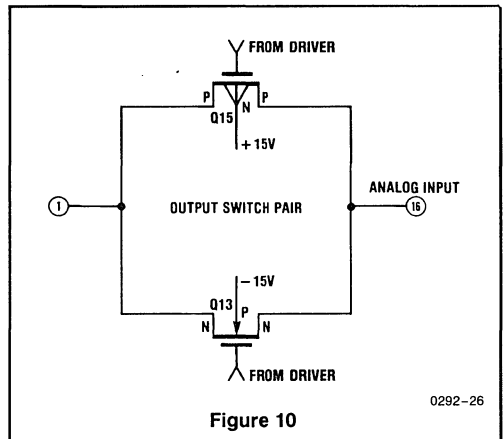 FROM DRIVER
P N P
Q15
+15V
ANALOG INPUT
1 OUTPUT SWITCH PAIR 16
-15V
Q13 P
N N
FROM DRIVER
0292-26
Figure 10